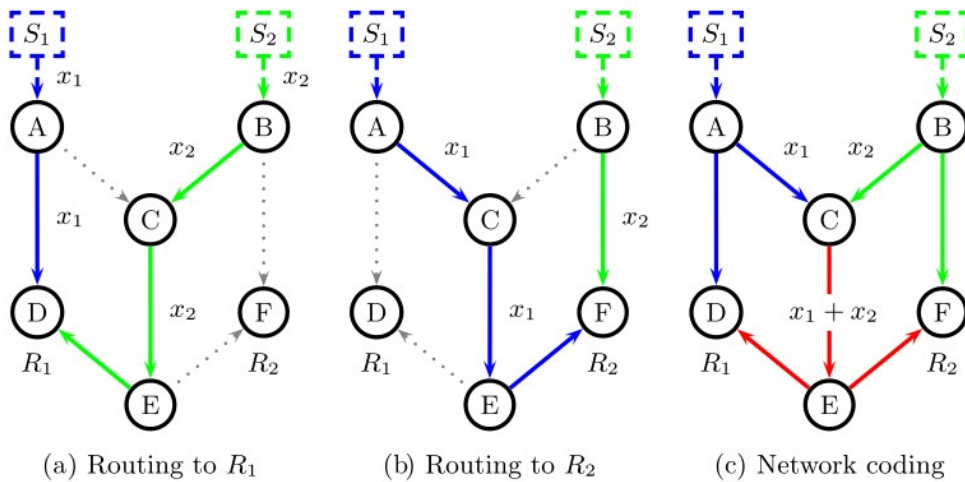 S₁ S₂ S₁ S₂ S₁ S₂
x₁ x₂
A B A B A B
x₂ x₁ x₁ x₂
C C C
x₁ x₂
D F D F D F
x₂ x₁ x₁ + x₂
R₁ R₂ R₁ R₂ R₁ R₂
E E E
(a) Routing to R₁ (b) Routing to R₂ (c) Network coding